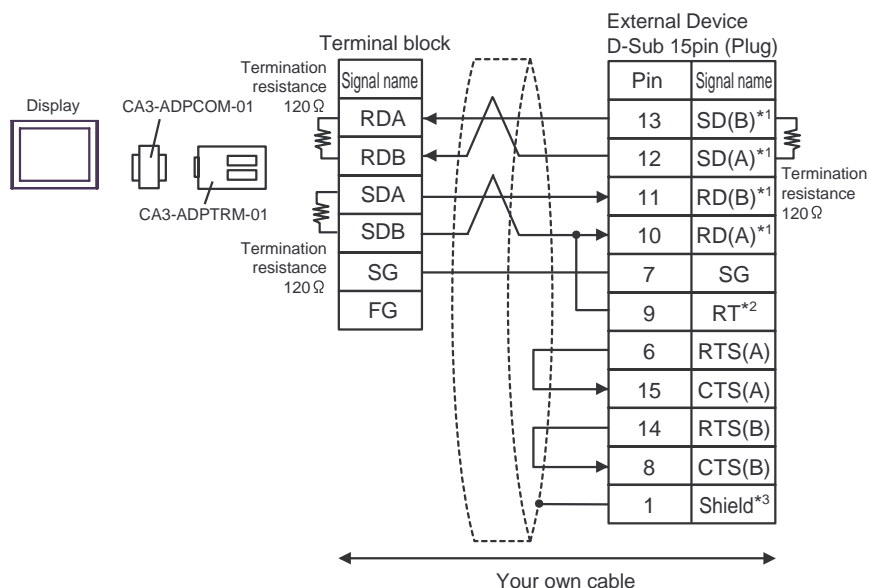 External Device
D-Sub 15pin (Plug)
Terminal block
Termination
resistance
120Ω
Signal name
Pin
Signal name
Display
CA3-ADPCOM-01
CA3-ADPTRM-01
RDA
13
SD(B)*1
RDB
12
SD(A)*1
SDA
11
RD(B)*1
SDB
10
RD(A)*1
SG
7
SG
FG
9
RT*2
6
RTS(A)
15
CTS(A)
14
RTS(B)
8
CTS(B)
1
Shield*3
Termination
resistance
120Ω
Termination
resistance
120Ω
Your own cable